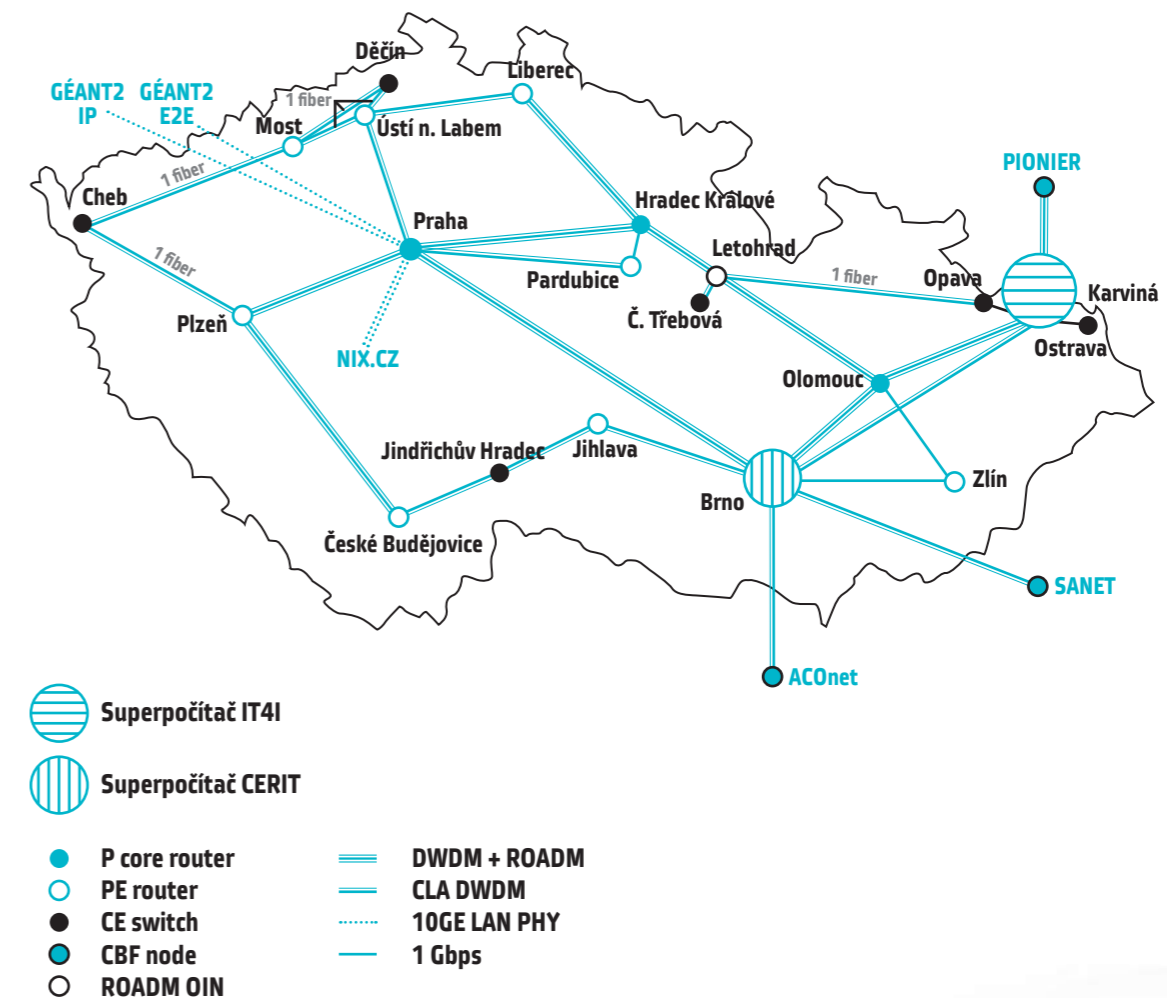 Děčín
Liberec
GÉANT2
IP
GÉANT2
E2E
1 fiber
Most
Ústí n. Labem
1 fiber
Cheb
PIONIER
Hradec Králové
Praha
Letohrad
1 fiber
Pardubice
1 fiber
Opava
Karviná
Č. Třebová
Plzeň
Ostrava
NIX.CZ
Olomouc
Jindřichův Hradec
Jihlava
Zlín
Brno
České Budějovice
SANET
ACOnet
Superpočítač IT4I
Superpočítač CERIT
P core router
PE router
CE switch
CBF node
ROADM OIN
DWDM + ROADM
CLA DWDM
10GE LAN PHY
1 Gbps